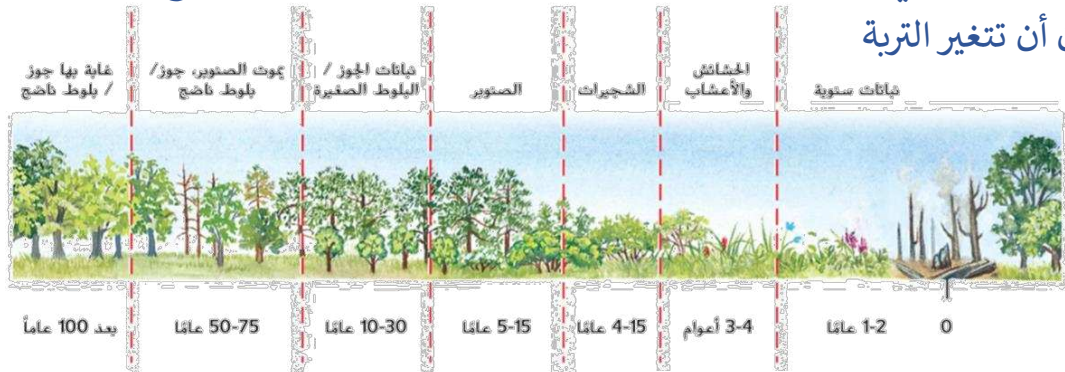 ن أن تتغير التربة
نباتات سنوية
الحشائش
والأعشاب
الشجيرات
الصنوبر
نباتات الجوز /
البلوط الصغيرة
يموت الصنوبر، جوز/
بلوط ناضج
غابة بها جوز
/ بلوط ناضج
0
1-2 عامًا
3-4 أعوام
4-15 عامًا
5-15 عامًا
10-30 عامًا
50-75 عامًا
بعد 100 عاماً